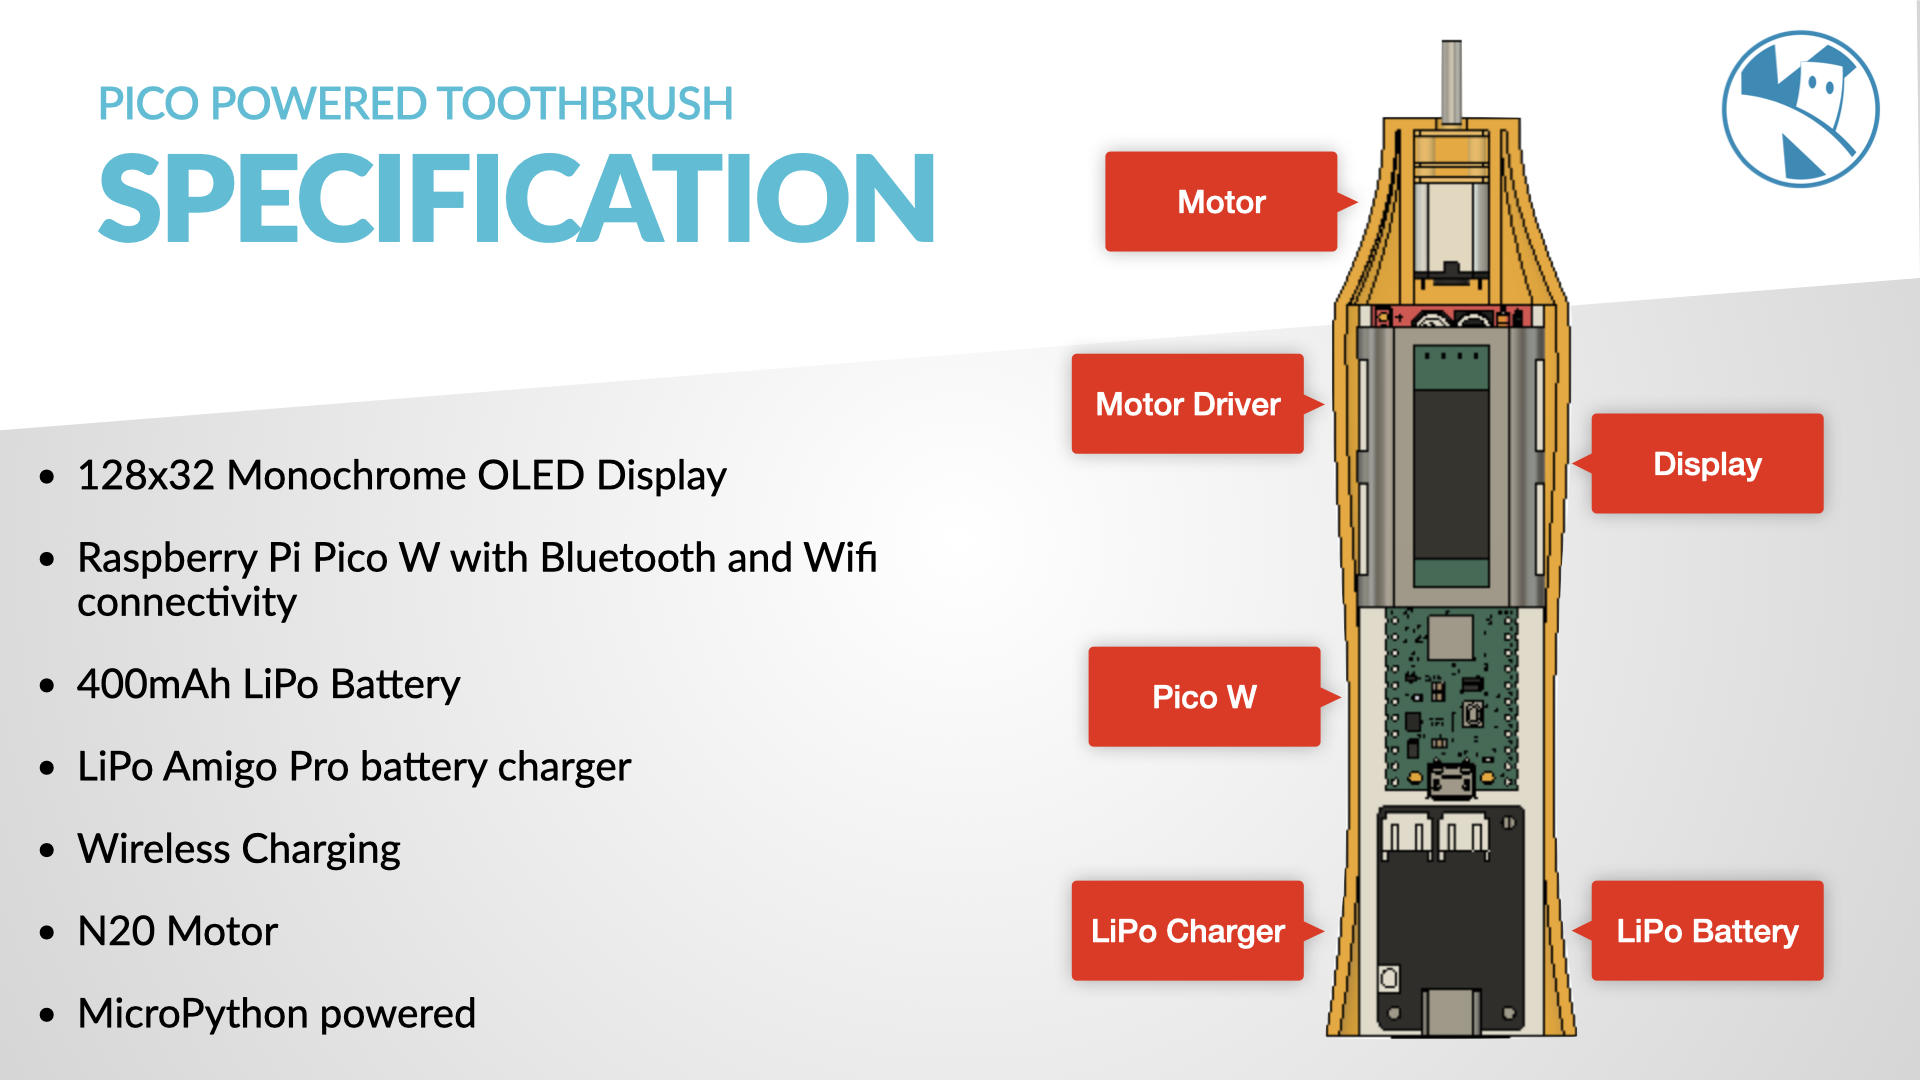 PICO POWERED TOOTHBRUSH
SPECIFICATION
• 128x32 Monochrome OLED Display
• Raspberry Pi Pico W with Bluetooth and Wifi
connectivity
• 400mAh LiPo Battery
• LiPo Amigo Pro battery charger
• Wireless Charging
• N20 Motor
• MicroPython powered
Motor
Motor Driver
Display
Pico W
LiPo Charger
LiPo Battery